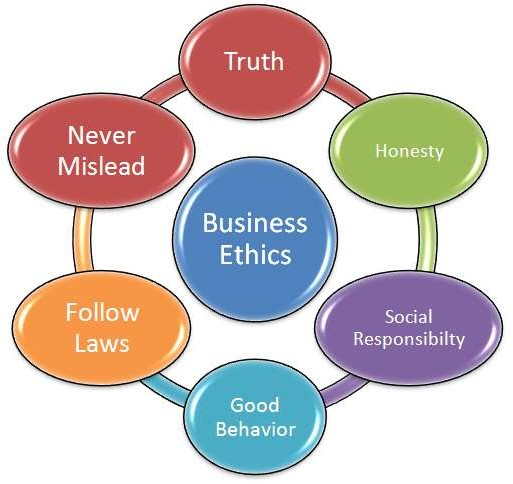 Truth
Never
Mislead
Honesty
Business
Ethics
Follow
Laws
Social
Responsibilty
Good
Behavior